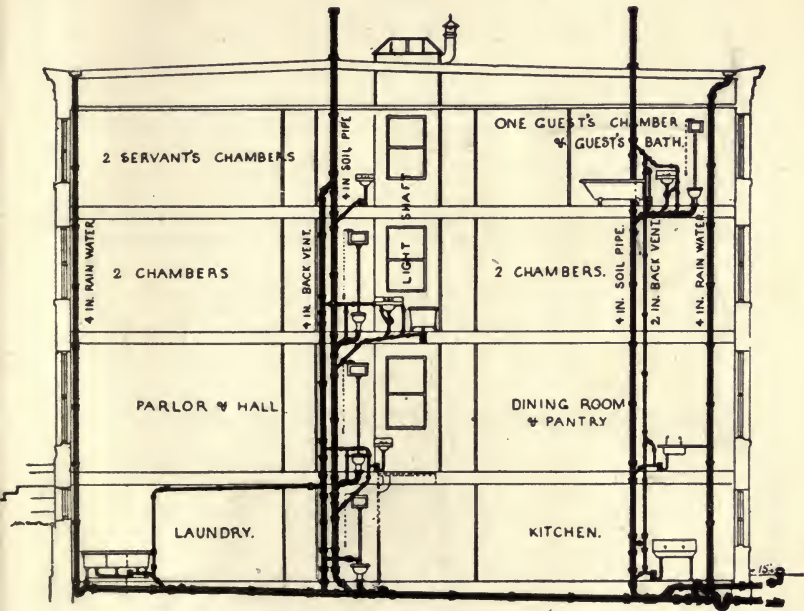 2 SERVANT'S CHAMBERS
4 IN. SOIL PIPE
ONE GUEST'S CHAMBER
& GUEST'S BATH.
LIGHT SHAFT
4 IN. RAIN WATER
2 CHAMBERS
4 IN. BACK VENT.
2 CHAMBERS.
4 IN. SOIL PIPE.
2 IN. BACK VENT.
4 IN. RAIN WATER
PARLOR & HALL
DINING ROOM
& PANTRY
LAUNDRY.
KITCHEN.